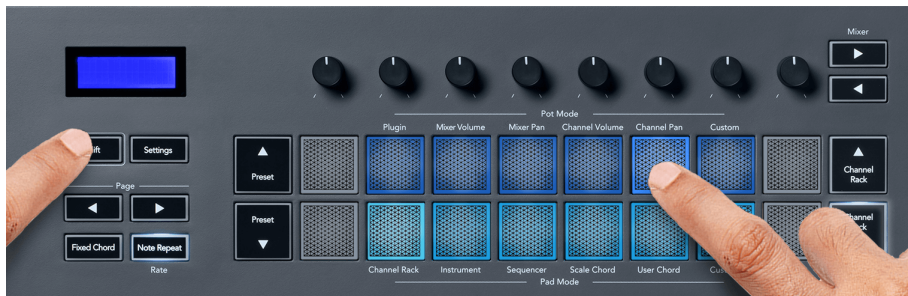 Mixer
Pot Mode
Plugin Mixer Volume Mixer Pan Channel Volume Channel Pan Custom
Settings
Preset
Channel
Rack
Page
Preset
Fixed Chord Note Repeat
Rate
Rack
Channel Rack Instrument Sequencer Scale Chord User Chord
Pad Mode